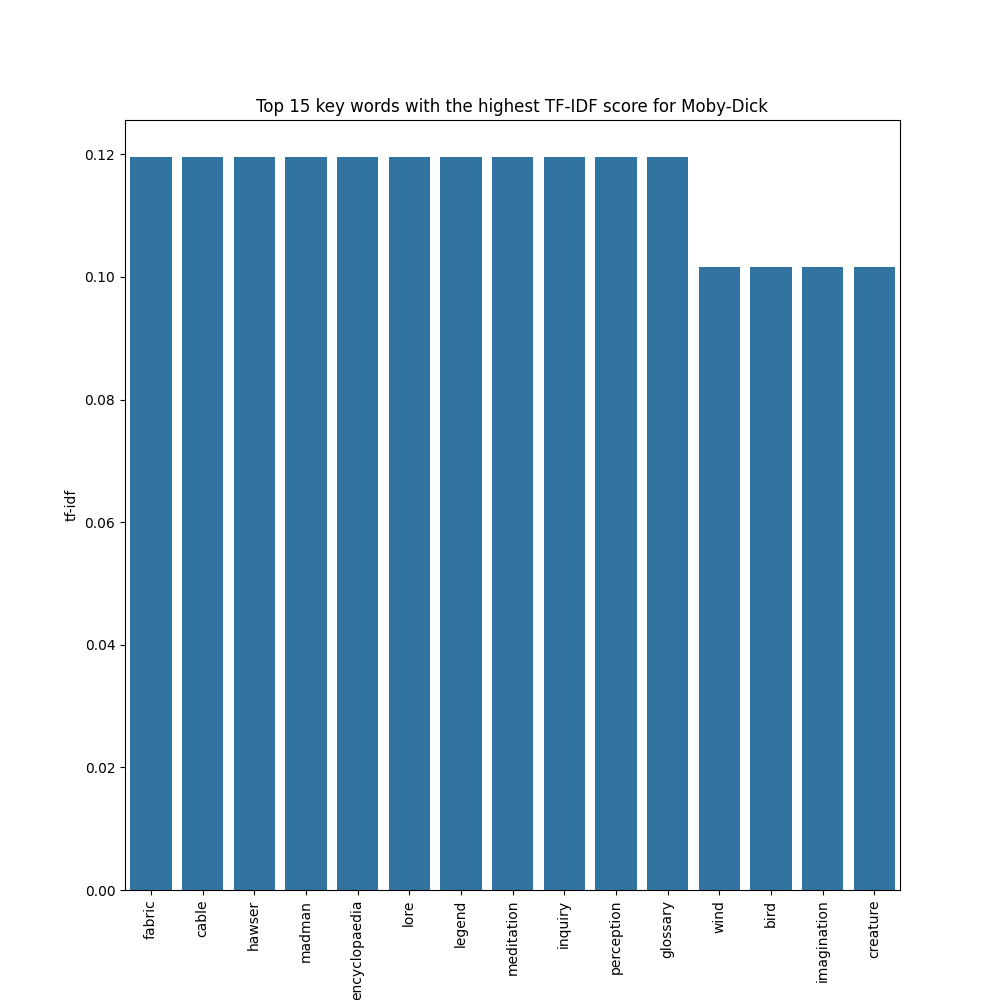 Top 15 key words with the highest TF-IDF score for Moby-Dick
tf-idf
0.12
0.10
0.08
0.06
0.04
0.02
0.00
fabric
cable
hawser
madman
encyclopaedia
lore
legend
meditation
inquiry
perception
glossary
wind
bird
imagination
creature